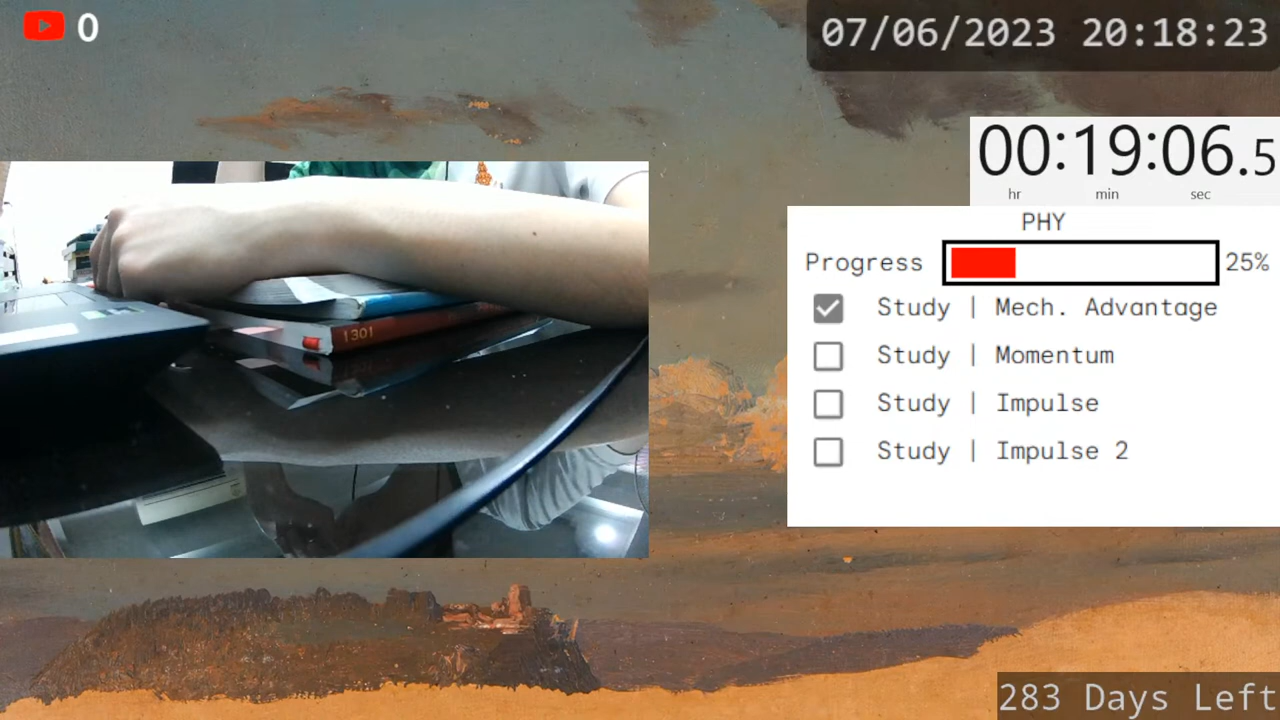 0
07/06/2023 20:18:23
00:19:06.5
hr min sec
PHY
Progress 25%
Study | Mech. Advantage
Study | Momentum
Study | Impulse
Study | Impulse 2
1301
283 Days Left